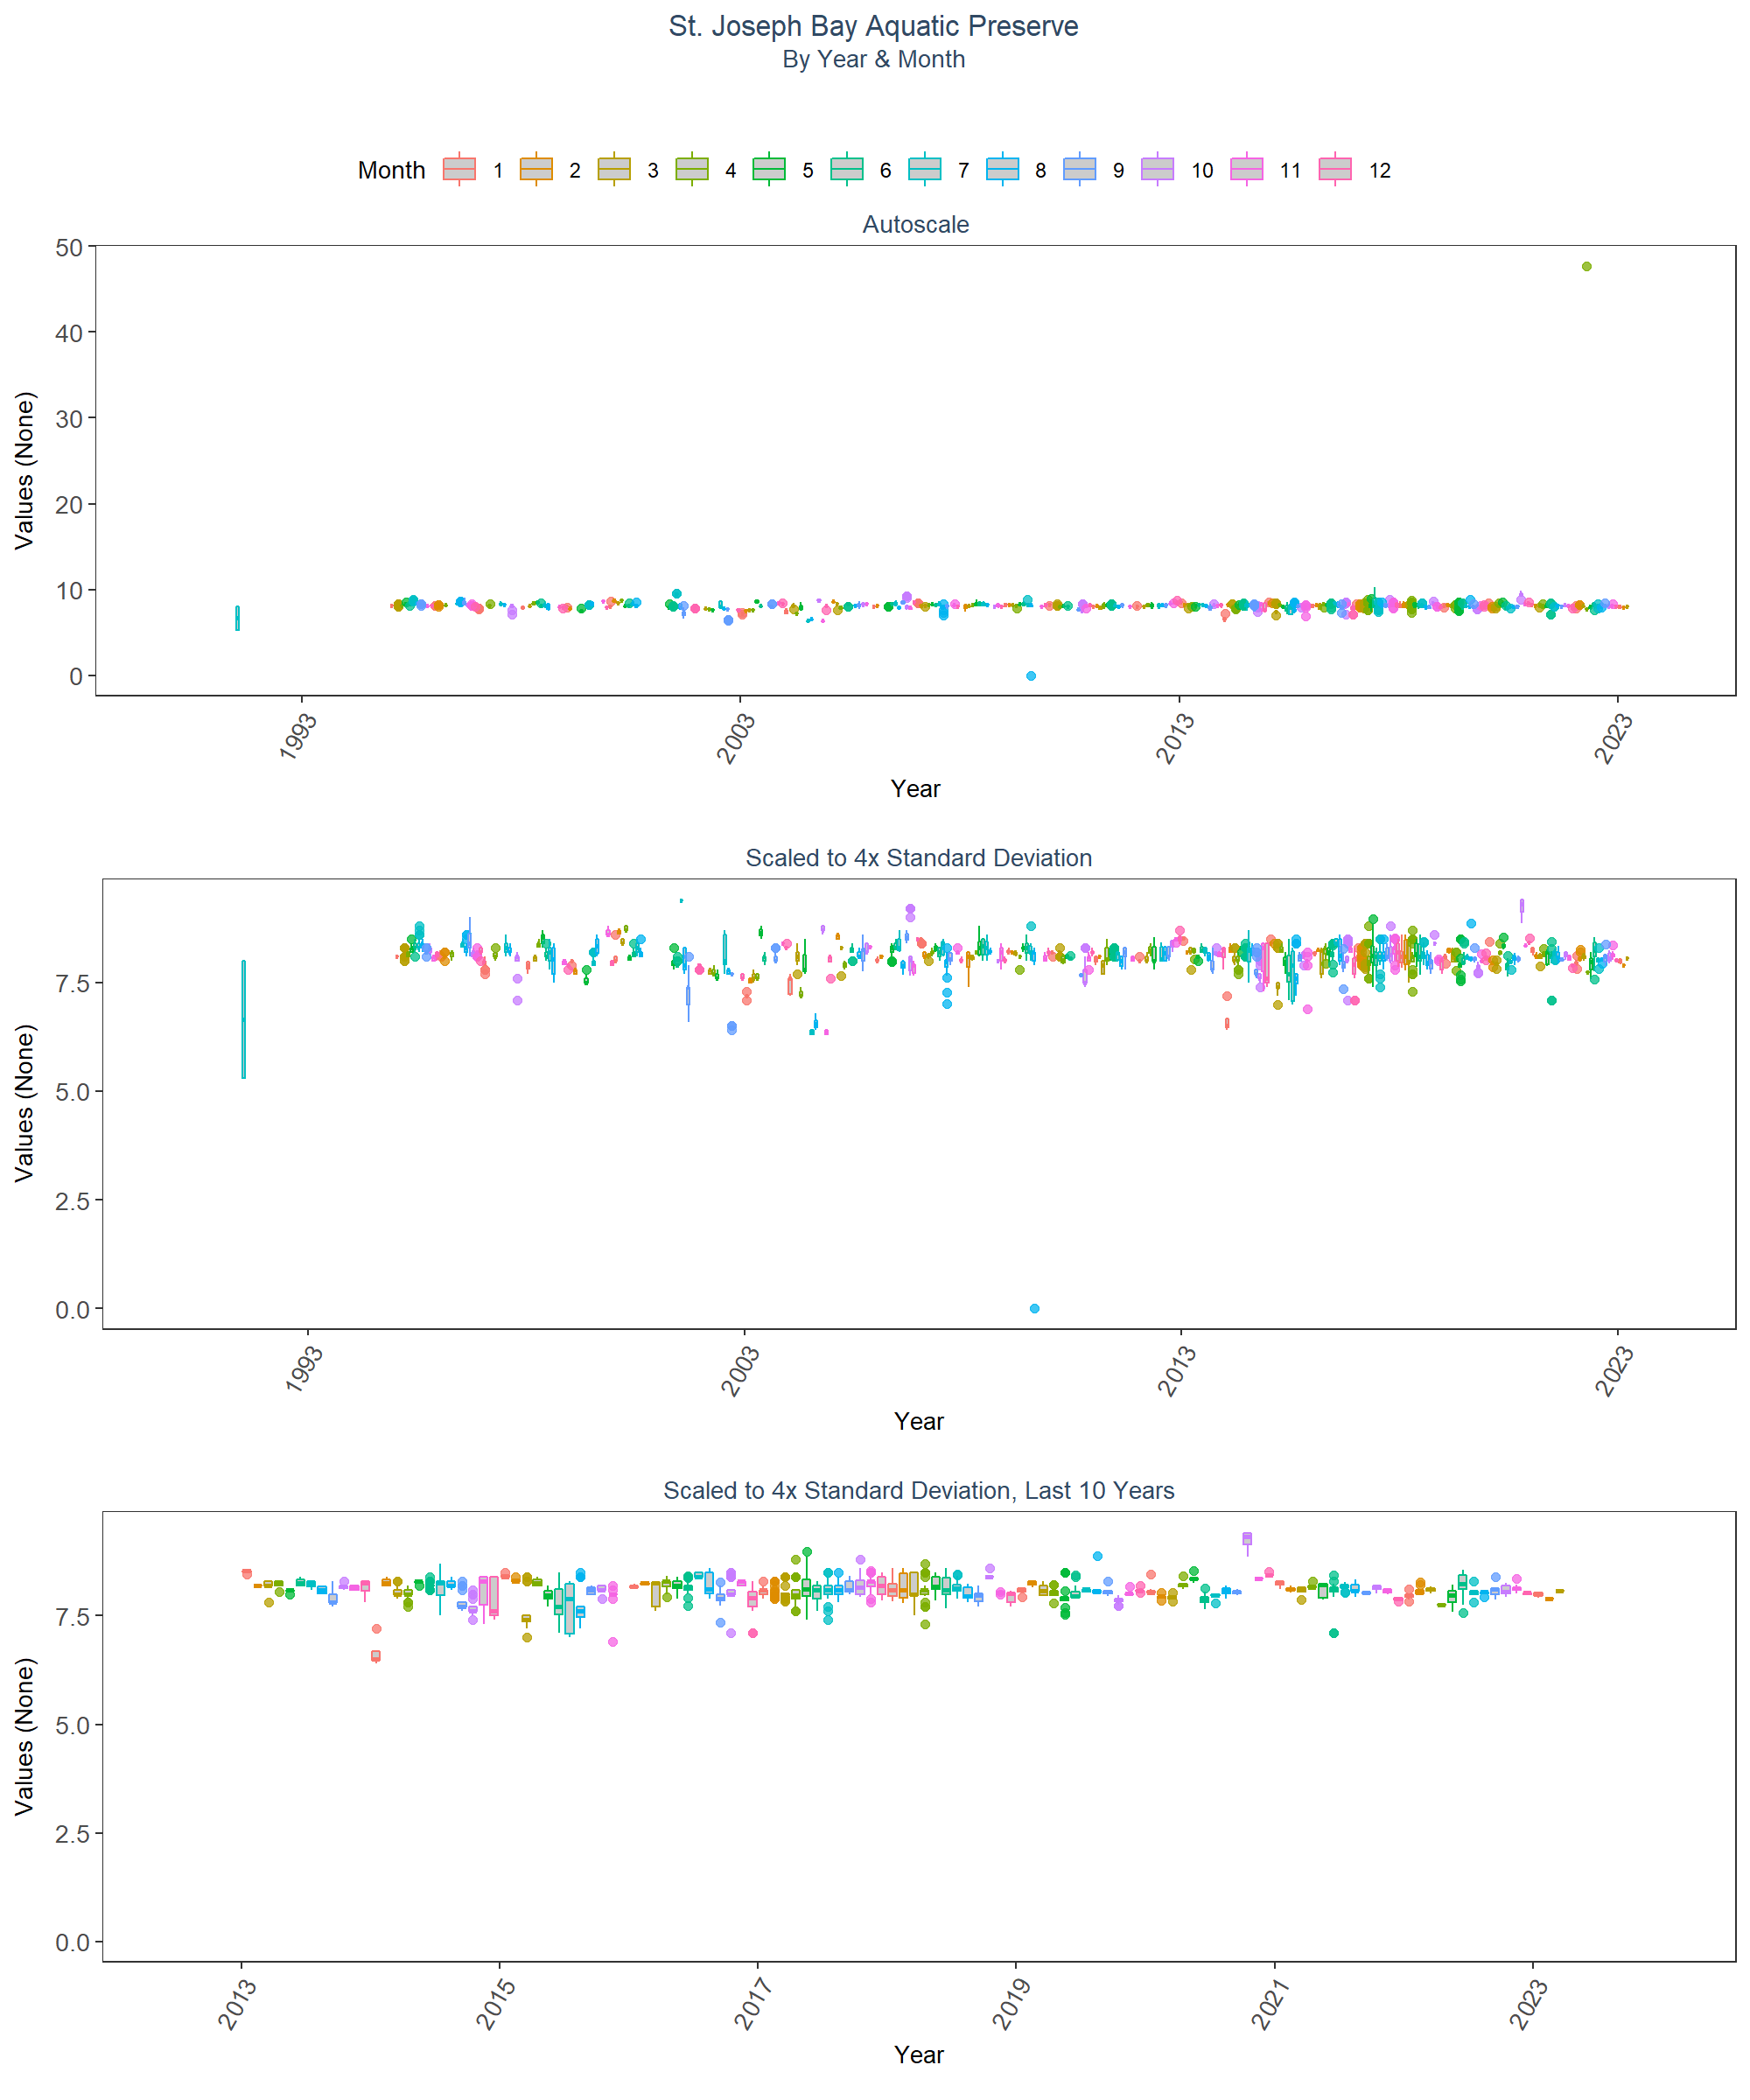 St. Joseph Bay Aquatic Preserve
By Year & Month
Month 1 2 3 4 5 6 7 8 9 10 11 12
Autoscale
50
40
30
20
10
0
Values (None)
1993 2003 2013 2023
Year
Scaled to 4x Standard Deviation
7.5
5.0
2.5
0.0
Values (None)
1993 2003 2013 2023
Year
Scaled to 4x Standard Deviation, Last 10 Years
7.5
5.0
2.5
0.0
Values (None)
2013 2015 2017 2019 2021 2023
Year